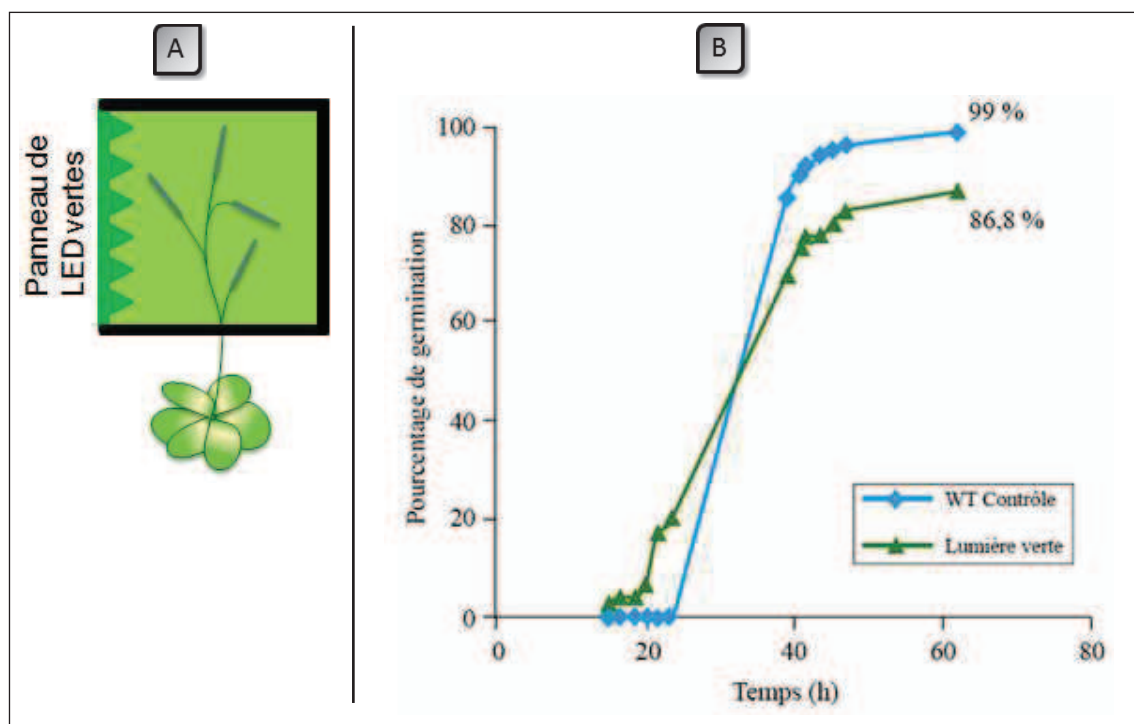 A
Panneau de
LED vertes
B
Pourcentage de germination
100
80
60
40
20
0
99 %
86,8 %
WT Contrôle
Lumière verte
0 20 40 60 80
Temps (h)